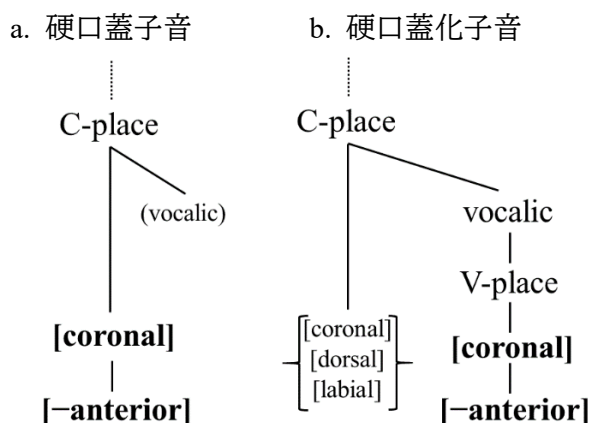 a. 硬口蓋子音
C-place
(vocalic)
[coronal]
[−anterior]
b. 硬口蓋化子音
C-place
vocalic
V-place
[coronal]
[dorsal]
[labial]
[coronal]
[−anterior]